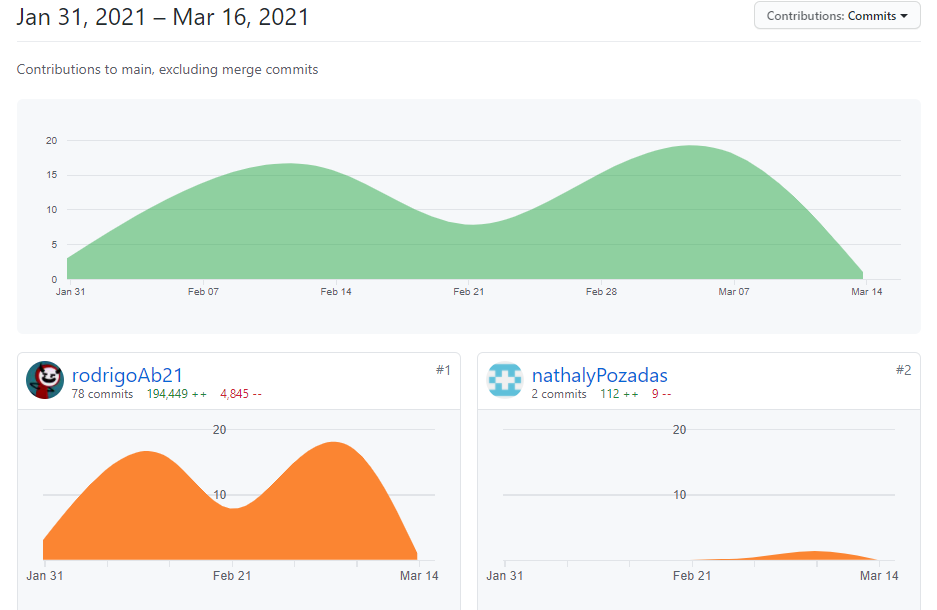 Jan 31, 2021 – Mar 16, 2021
Contributions: Commits
Contributions to main, excluding merge commits
20
15
10
5
0
Jan 31 Feb 07 Feb 14 Feb 21 Feb 28 Mar 07 Mar 14
rodrigoAb21 #1
78 commits 194,449 ++ 4,845 --
20
10
Jan 31 Feb 21 Mar 14
nathalyPozadas #2
2 commits 112 ++ 9 --
20
10
Jan 31 Feb 21 Mar 14